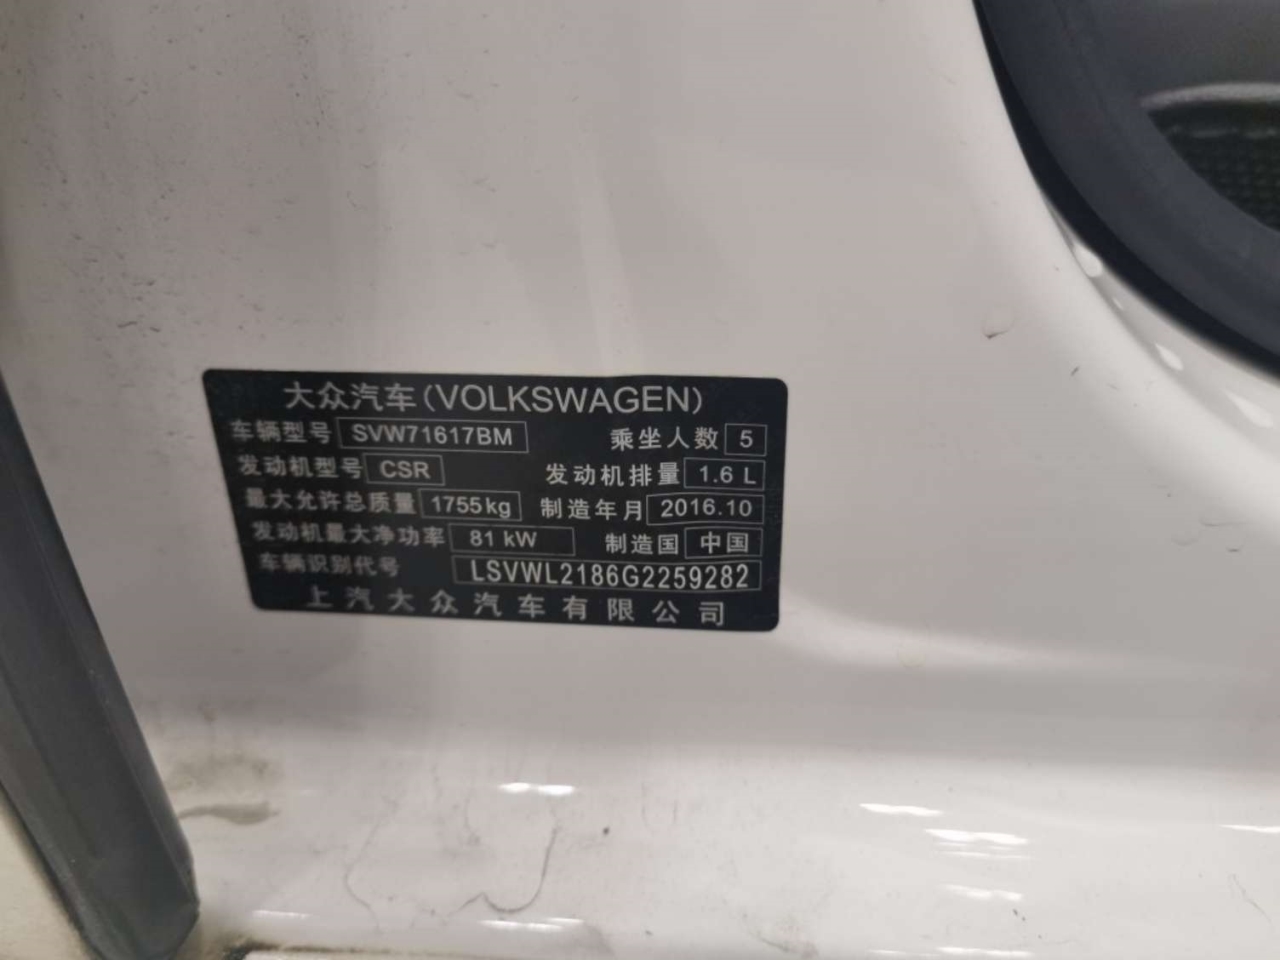 大众汽车(VOLKSWAGEN)
车辆型号 SVW71617BM 乘坐人数 5
发动机型号 CSR 发动机排量 1.6 L
最大允许总质量 1755kg 制造年月 2016.10
发动机最大净功率 81 kW 制造国 中国
车辆识别代号 LSVWL2186G2259282
上汽大众汽车有限公司